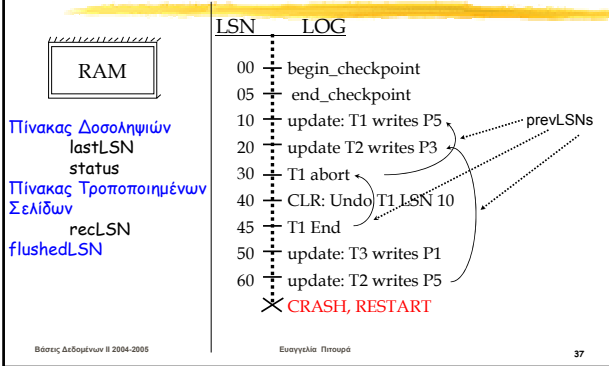 LSN LOG
RAM
Πίνακας Δοσοληψιών
lastLSN
status
Πίνακας Τροποποιημένων
Σελίδων
recLSN
flushedLSN
00 begin_checkpoint
05 end_checkpoint
10 update: T1 writes P5
prevLSNs
20 update T2 writes P3
30 T1 abort
40 CLR: Undo T1 LSN 10
45 T1 End
50 update: T3 writes P1
60 update: T2 writes P5
CRASH, RESTART
Βάσεις Δεδομένων II 2004-2005 Ευαγγελία Πιτουρά 37